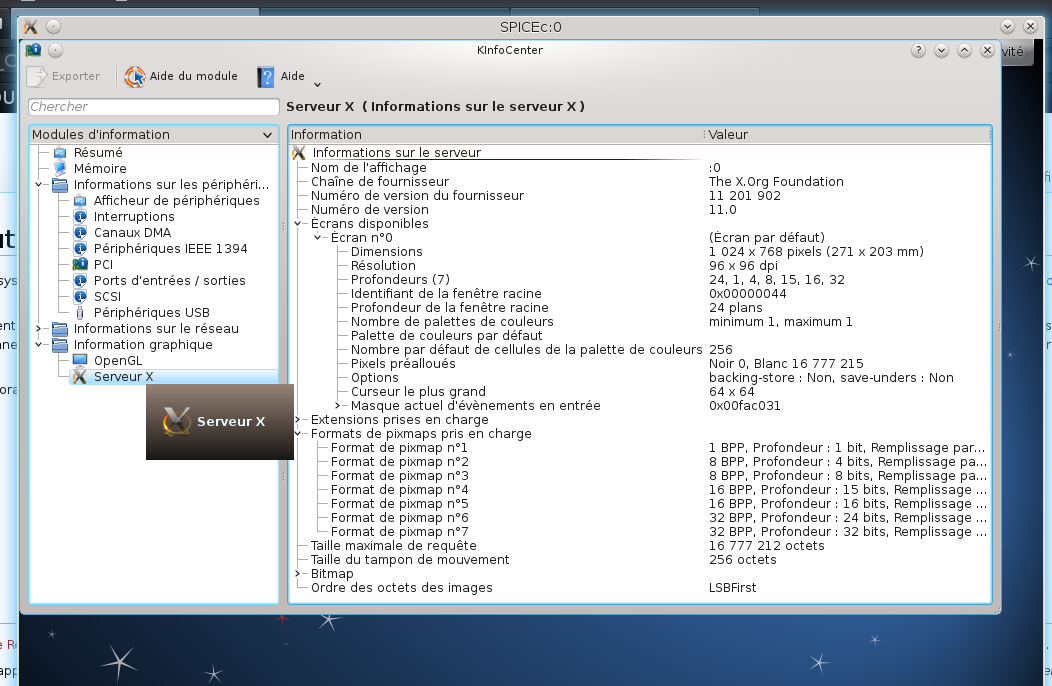 SPICEc:0
KInfoCenter
vité
Exporter Aide du module Aide
Chercher
Serveur X ( Informations sur le serveur X )
Modules d'information
Résumé
Mémoire
Informations sur les périphéri...
Afficheur de périphériques
Interruptions
Canaux DMA
Périphériques IEEE 1394
PCI
Ports d'entrées / sorties
SCSI
Périphériques USB
Informations sur le réseau
Information graphique
OpenGL
Serveur X
Serveur X
Information Valeur
Informations sur le serveur
Nom de l'affichage :0
Chaîne de fournisseur The X.Org Foundation
Numéro de version du fournisseur 11 201 902
Numéro de version 11.0
Écrans disponibles
Écran n°0 (Écran par défaut)
Dimensions 1 024 x 768 pixels (271 x 203 mm)
Résolution 96 x 96 dpi
Profondeurs (7) 24, 1, 4, 8, 15, 16, 32
Identifiant de la fenêtre racine 0x00000044
Profondeur de la fenêtre racine 24 plans
Nombre de palettes de couleurs minimum 1, maximum 1
Palette de couleurs par défaut
Nombre par défaut de cellules de la palette de couleurs 256
Pixels préalloués Noir 0, Blanc 16 777 215
Options backing-store : Non, save-unders : Non
Curseur le plus grand 64 x 64
Masque actuel d'évènements en entrée 0x00fac031
Extensions prises en charge
Formats de pixmaps pris en charge
Format de pixmap n°1 1 BPP, Profondeur : 1 bit, Remplissage par...
Format de pixmap n°2 8 BPP, Profondeur : 4 bits, Remplissage pa...
Format de pixmap n°3 8 BPP, Profondeur : 8 bits, Remplissage pa...
Format de pixmap n°4 16 BPP, Profondeur : 15 bits, Remplissage ...
Format de pixmap n°5 16 BPP, Profondeur : 16 bits, Remplissage ...
Format de pixmap n°6 32 BPP, Profondeur : 24 bits, Remplissage ...
Format de pixmap n°7 32 BPP, Profondeur : 32 bits, Remplissage ...
Taille maximale de requête 16 777 212 octets
Taille du tampon de mouvement 256 octets
Bitmap
Ordre des octets des images LSBFirst